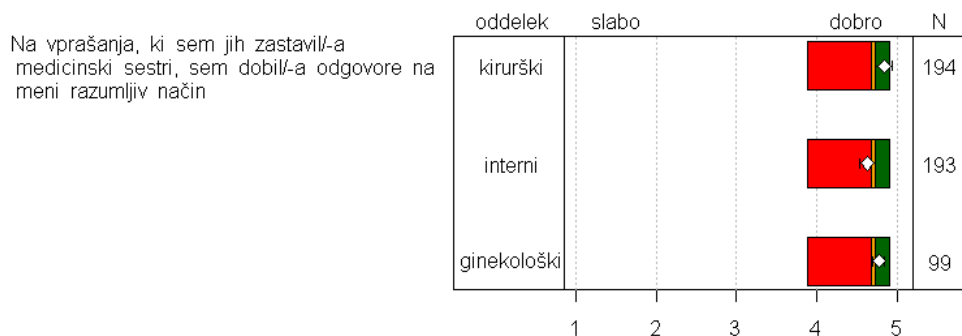 oddelek slabo dobro N
Na vprašanja, ki sem jih zastavil/-a
medicinski sestri, sem dobil/-a odgovore na
meni razumljiv način
kirurški 194
interni 193
ginekološki 99
1 2 3 4 5